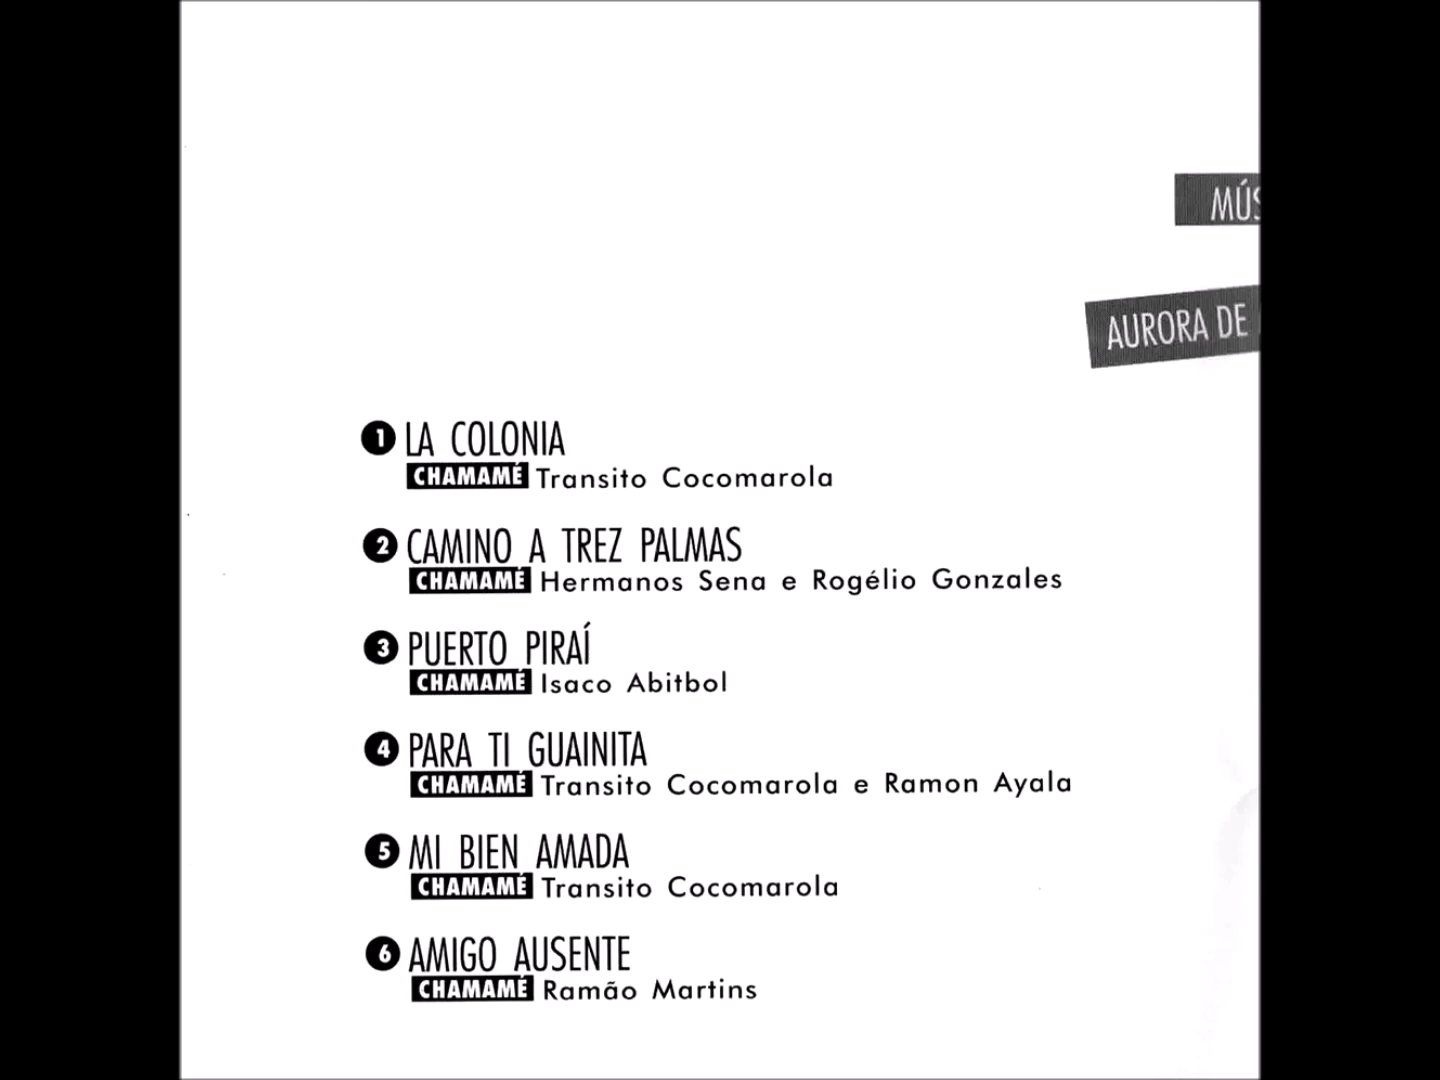 MÚS
AURORA DE
1 LA COLONIA
CHAMAMÉ Transito Cocomarola
2 CAMINO A TREZ PALMAS
CHAMAMÉ Hermanos Sena e Rogélio Gonzales
3 PUERTO PIRAÍ
CHAMAMÉ Isaco Abitbol
4 PARA TI GUAINITA
CHAMAMÉ Transito Cocomarola e Ramon Ayala
5 MI BIEN AMADA
CHAMAMÉ Transito Cocomarola
6 AMIGO AUSENTE
CHAMAMÉ Ramão Martins